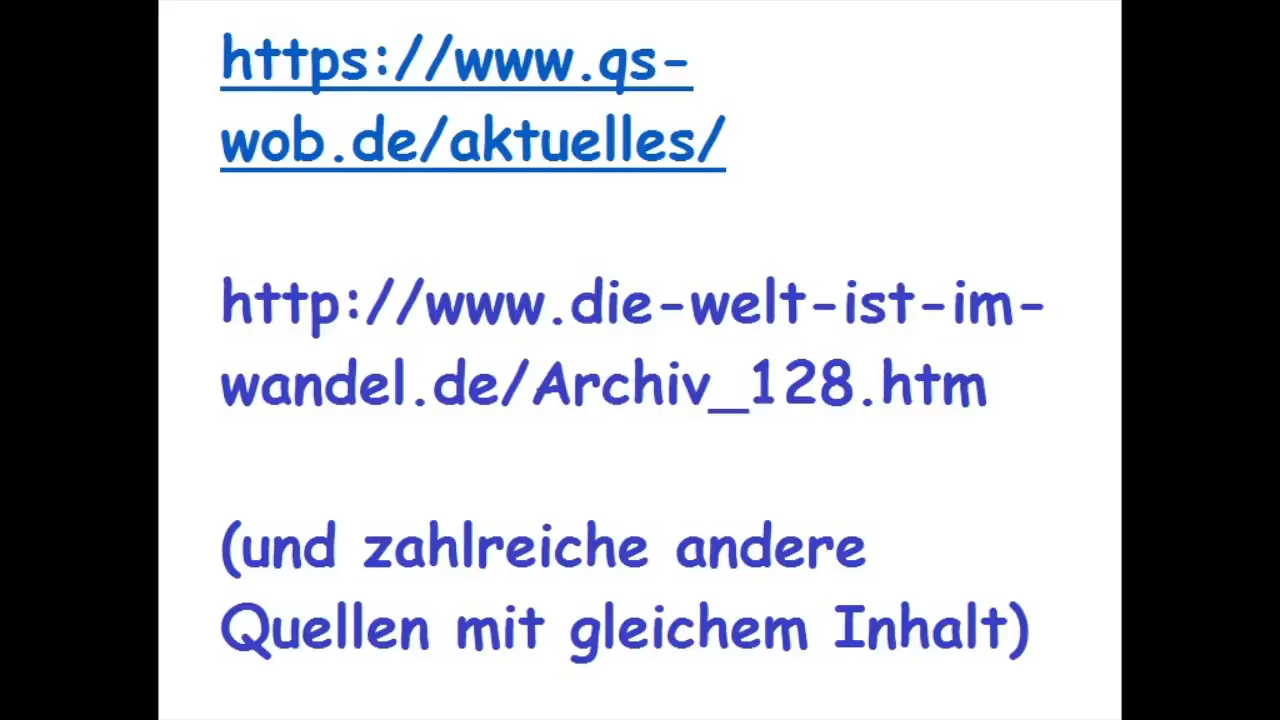 https://www.qs-
wob.de/aktuelles/
http://www.die-welt-ist-im-
wandel.de/Archiv_128.htm
(und zahlreiche andere
Quellen mit gleichem Inhalt)